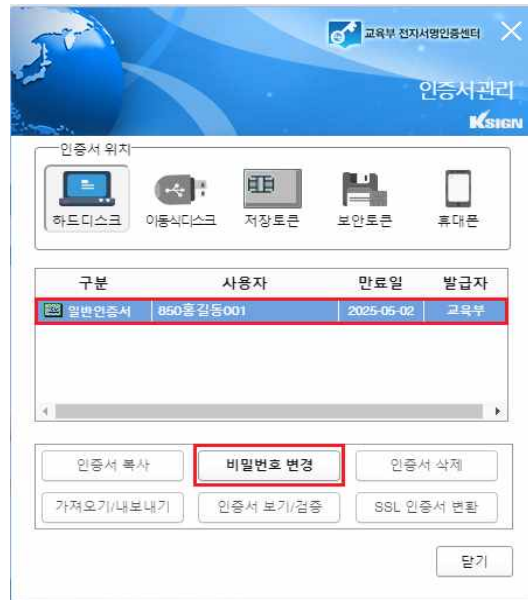 교육부 전자서명인증센터
인증서관리
KSIGN
인증서 위치
하드디스크 이동식디스크 저장토큰 보안토큰 휴대폰
구분 사용자 만료일 발급자
일반인증서 850홍길동001 2025-05-02 교육부
인증서 복사 비밀번호 변경 인증서 삭제
가져오기/내보내기 인증서 보기/검증 SSL 인증서 변환
닫기